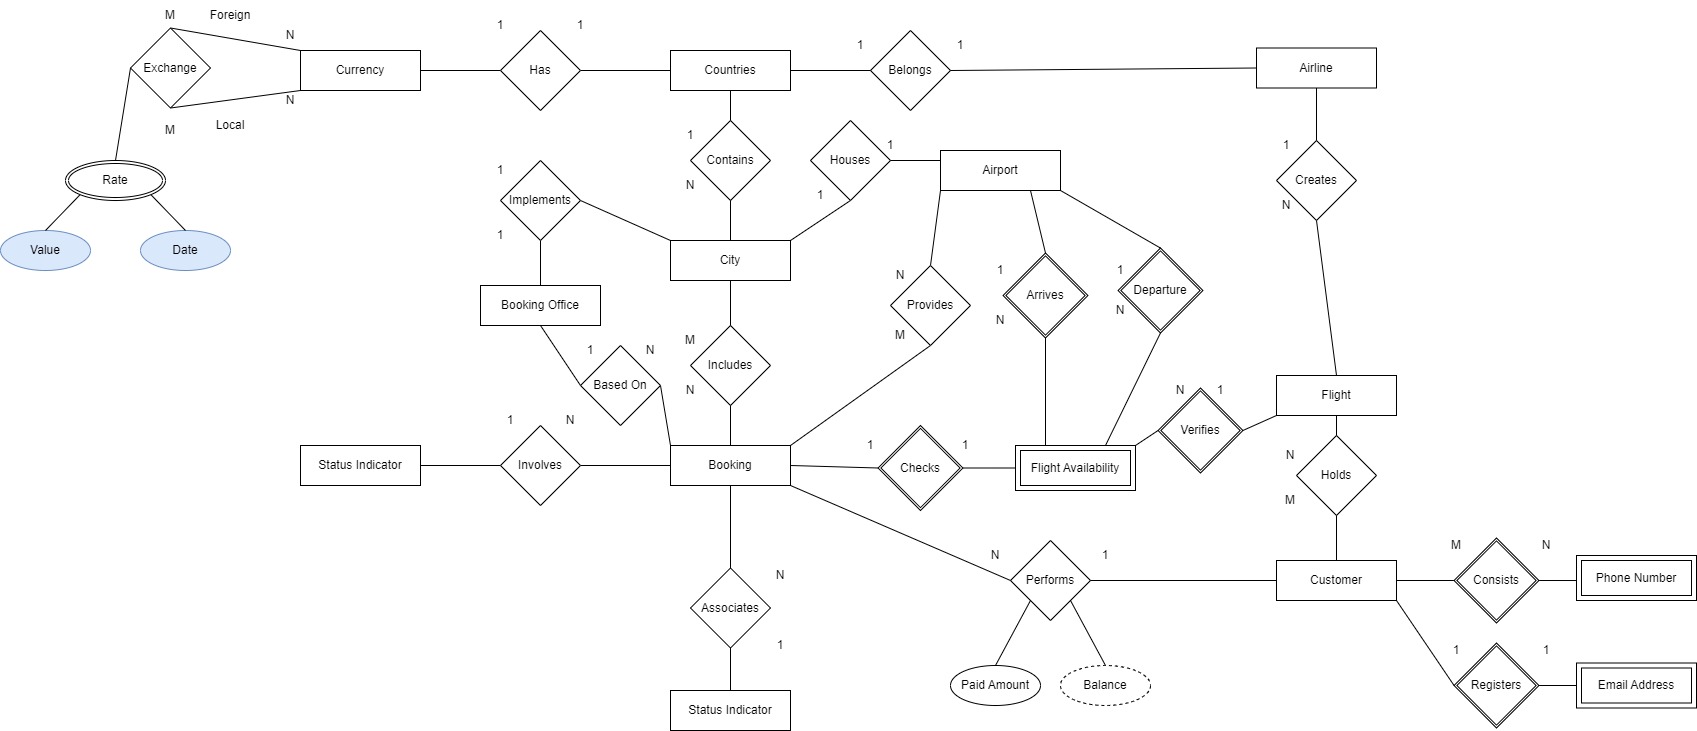 M
Foreign
N
1
1
1
1
Exchange
Currency
Has
Countries
Belongs
Airline
N
M
Local
1
Contains
N
Houses
1
1
Airport
1
Creates
N
Rate
Value
Date
1
Implements
1
City
Booking Office
N
Provides
M
1
Arrives
N
1
Departure
N
M
Includes
N
1
N
Based On
N
1
Verifies
Flight
1
N
Status Indicator
Involves
Booking
1
1
Checks
Flight Availability
N
Holds
M
N
1
Performs
Customer
M
N
Consists
Phone Number
N
Associates
1
Paid Amount
Balance
1
1
Registers
Email Address
Status Indicator